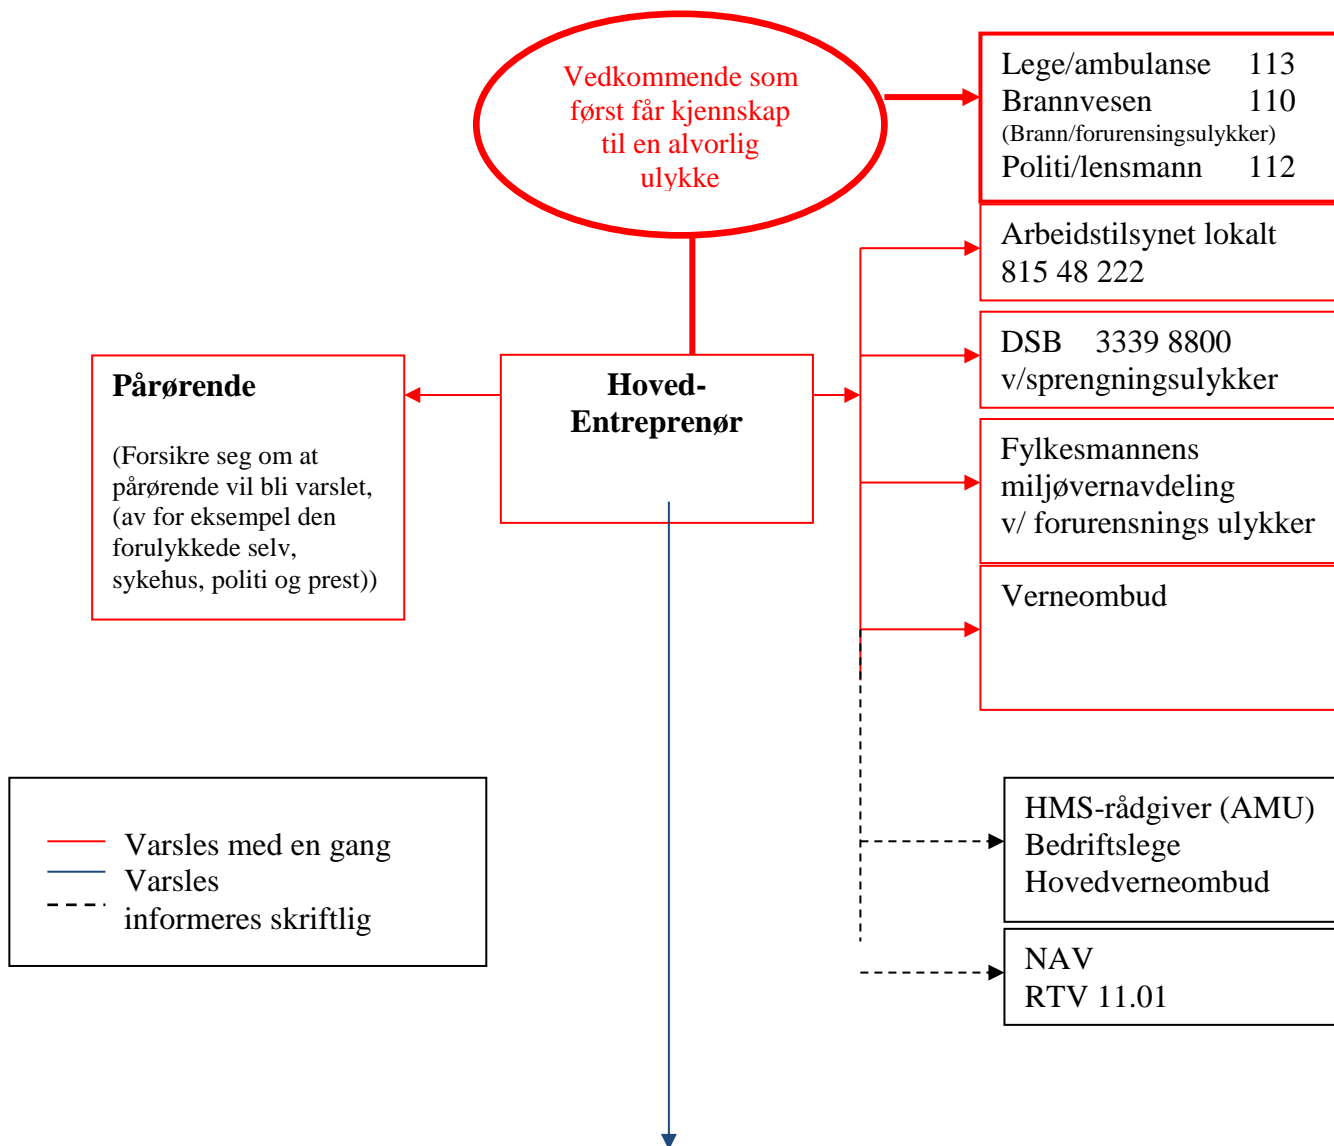 Vedkommende som
først får kjennskap
til en alvorlig
ulykke
Lege/ambulanse 113
Brannvesen 110
(Brann/forurensingsulykker)
Politi/lensmann 112
Arbeidstilsynet lokalt
815 48 222
DSB 3339 8800
v/sprengningsulykker
Fylkesmannens
miljøvernavdeling
v/ forurensnings ulykker
Verneombud
Hoved-
Entreprenør
Pårørende
(Forsikre seg om at
pårørende vil bli varslet,
(av for eksempel den
forulykkede selv,
sykehus, politi og prest))
HMS-rådgiver (AMU)
Bedriftslege
Hovedverneombud
NAV
RTV 11.01
Varsles med en gang
Varsles
informeres skriftlig